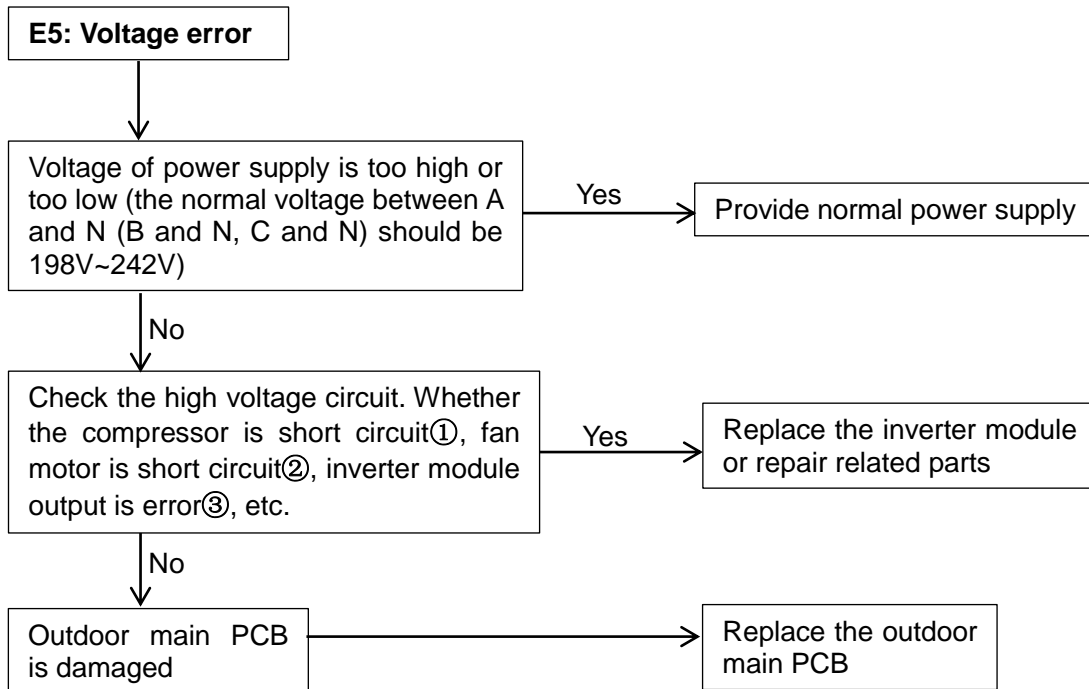 E5: Voltage error
Voltage of power supply is too high or
too low (the normal voltage between A
and N (B and N, C and N) should be
198V~242V)
Yes
Provide normal power supply
No
Check the high voltage circuit. Whether
the compressor is short circuit①, fan
motor is short circuit②, inverter module
output is error③, etc.
Yes
Replace the inverter module
or repair related parts
No
Outdoor main PCB
is damaged
Replace the outdoor
main PCB